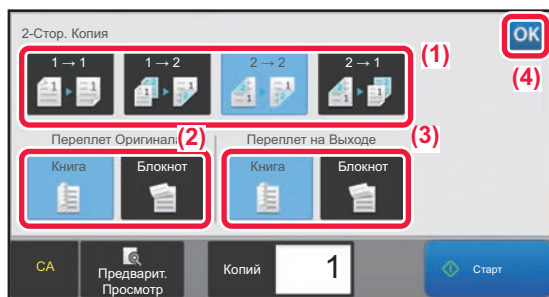 2-Стор. Копия
OK
(1)
(4)
1 → 1
1 → 2
2 → 2
2 → 1
Переплет Оригинала
(2)
Переплет на Выходе
(3)
Книга
Блокнот
Книга
Блокнот
CA
Предварит.
Просмотр
Копий
1
Старт